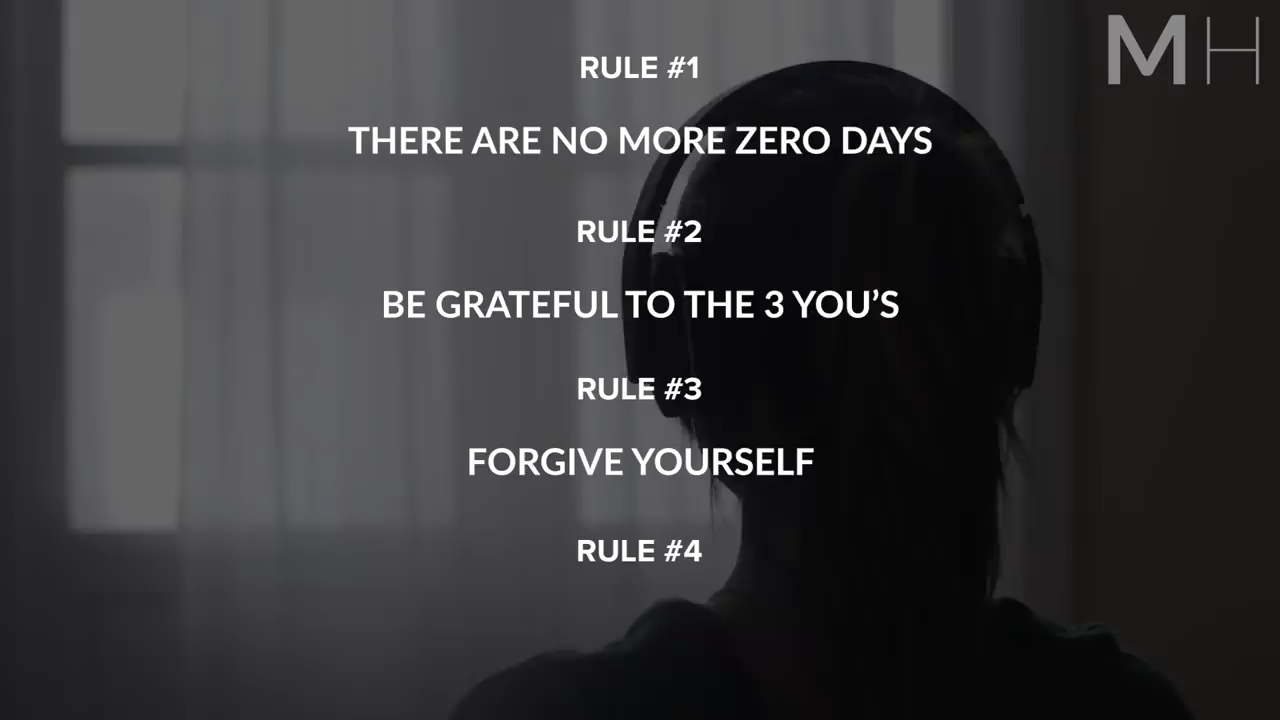 MH
RULE #1
THERE ARE NO MORE ZERO DAYS
RULE #2
BE GRATEFUL TO THE 3 YOU’S
RULE #3
FORGIVE YOURSELF
RULE #4